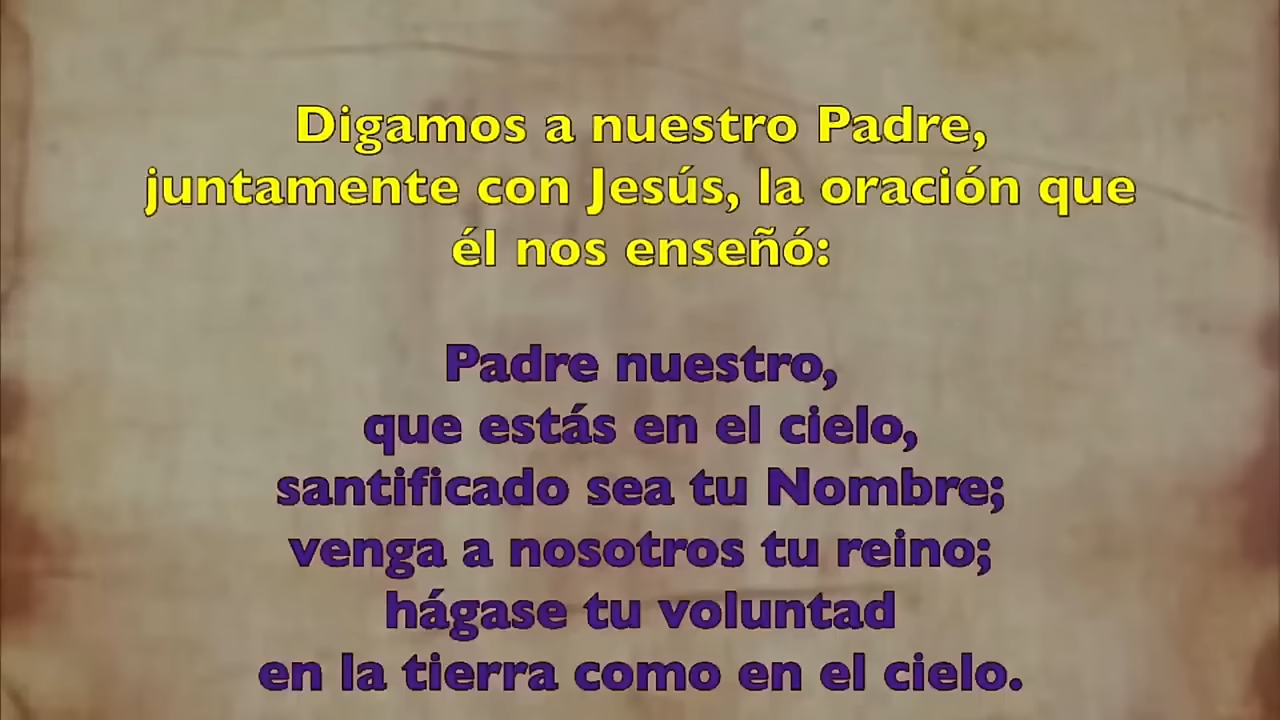 Digamos a nuestro Padre,
juntamente con Jesús, la oración que
él nos enseñó:
Padre nuestro,
que estás en el cielo,
santificado sea tu Nombre;
venga a nosotros tu reino;
hágase tu voluntad
en la tierra como en el cielo.